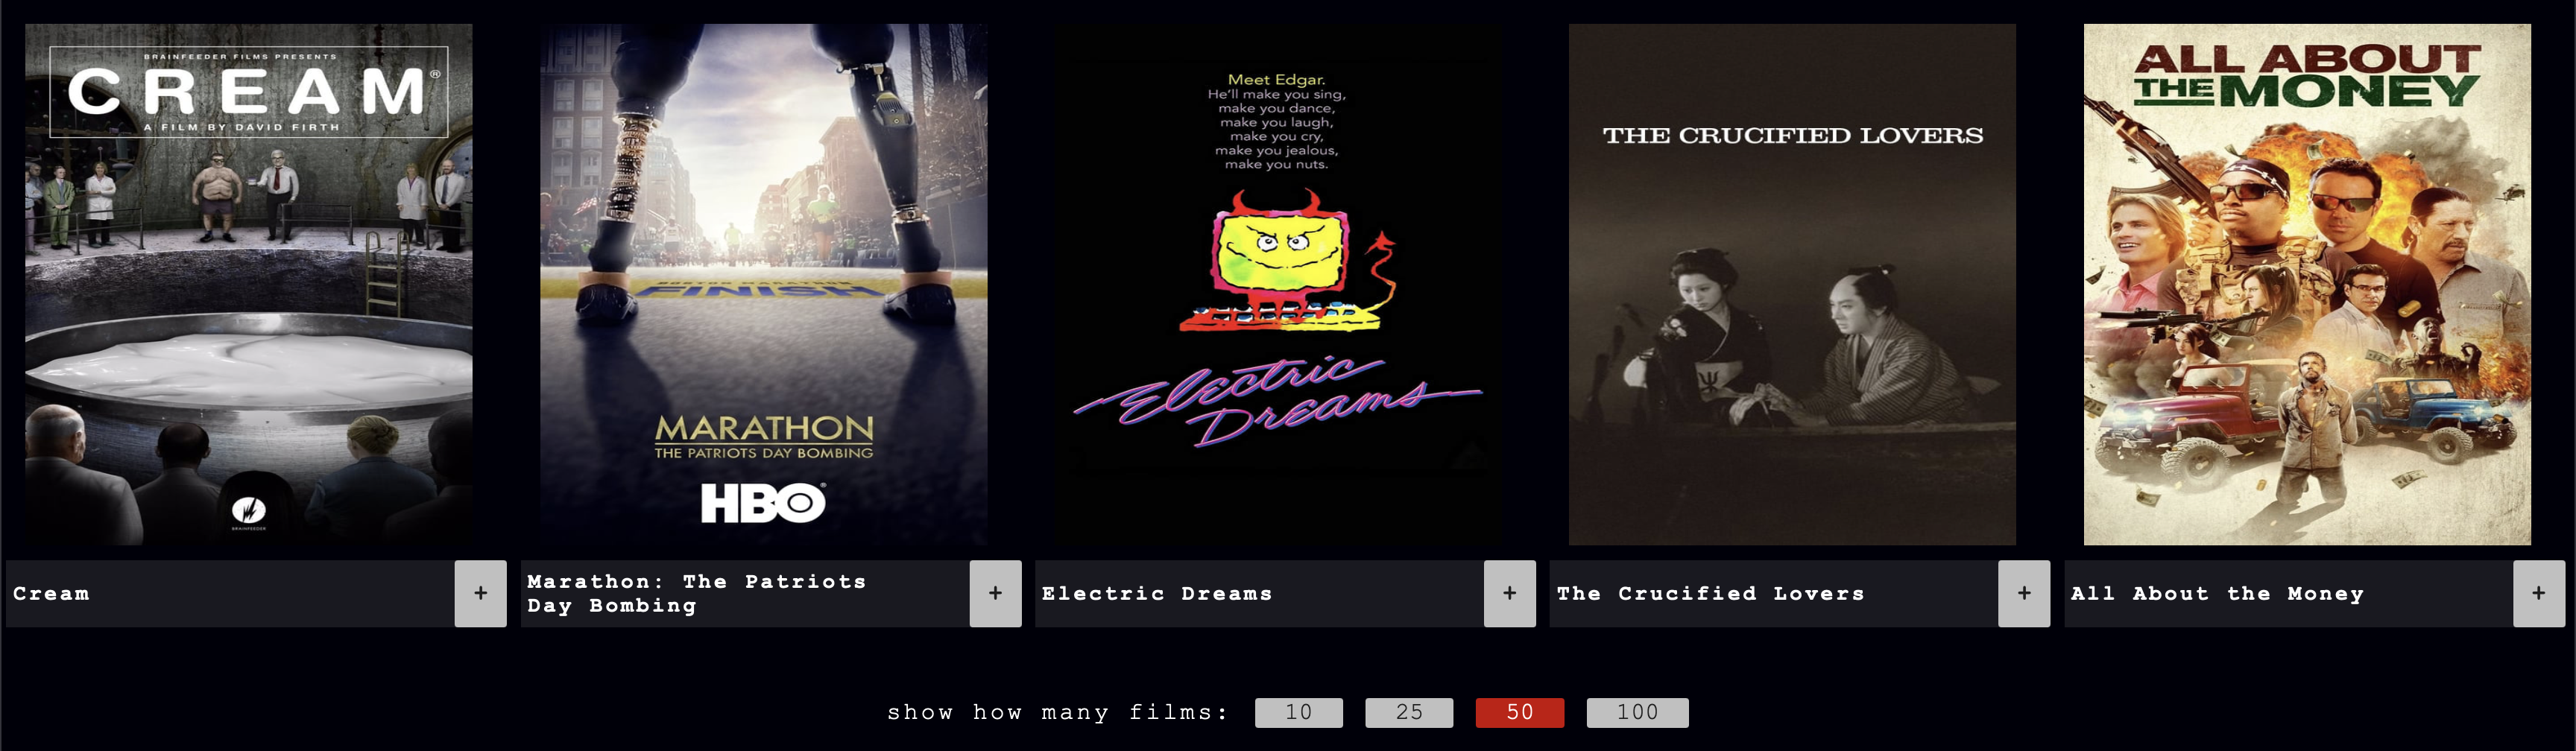 BRAINFEEDER FILMS PRESENTS
CREAM®
A FILM BY DAVID FIRTH
BRAINFEEDER
BOSTON MARATHON
FINISH
MARATHON
THE PATRIOTS DAY BOMBING
HBO®
Meet Edgar.
He'll make you sing,
make you dance,
make you laugh,
make you cry,
make you jealous,
make you nuts.
Electric
Dreams
THE CRUCIFIED LOVERS
ALL ABOUT
THE MONEY
Cream
+
Marathon: The Patriots
Day Bombing
+
Electric Dreams
+
The Crucified Lovers
+
All About the Money
+
show how many films: 10 25 50 100